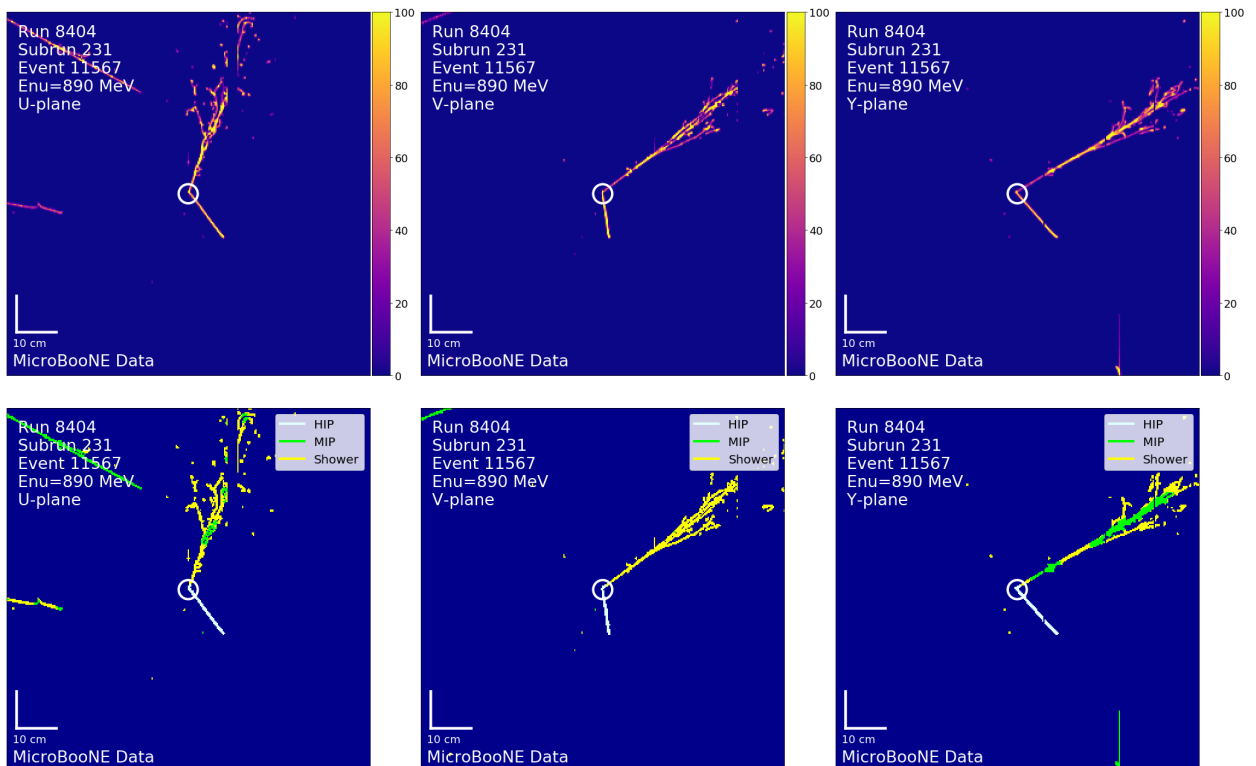 Run 8404
Subrun 231
Event 11567
Enu=890 MeV
U-plane
10 cm
MicroBooNE Data
100
80
60
40
20
0
Run 8404
Subrun 231
Event 11567
Enu=890 MeV
V-plane
10 cm
MicroBooNE Data
100
80
60
40
20
0
Run 8404
Subrun 231
Event 11567
Enu=890 MeV
Y-plane
10 cm
MicroBooNE Data
100
80
60
40
20
0
Run 8404
Subrun 231
Event 11567
Enu=890 MeV
U-plane
HIP
MIP
Shower
10 cm
MicroBooNE Data
Run 8404
Subrun 231
Event 11567
Enu=890 MeV
V-plane
HIP
MIP
Shower
10 cm
MicroBooNE Data
Run 8404
Subrun 231
Event 11567
Enu=890 MeV
Y-plane
HIP
MIP
Shower
10 cm
MicroBooNE Data